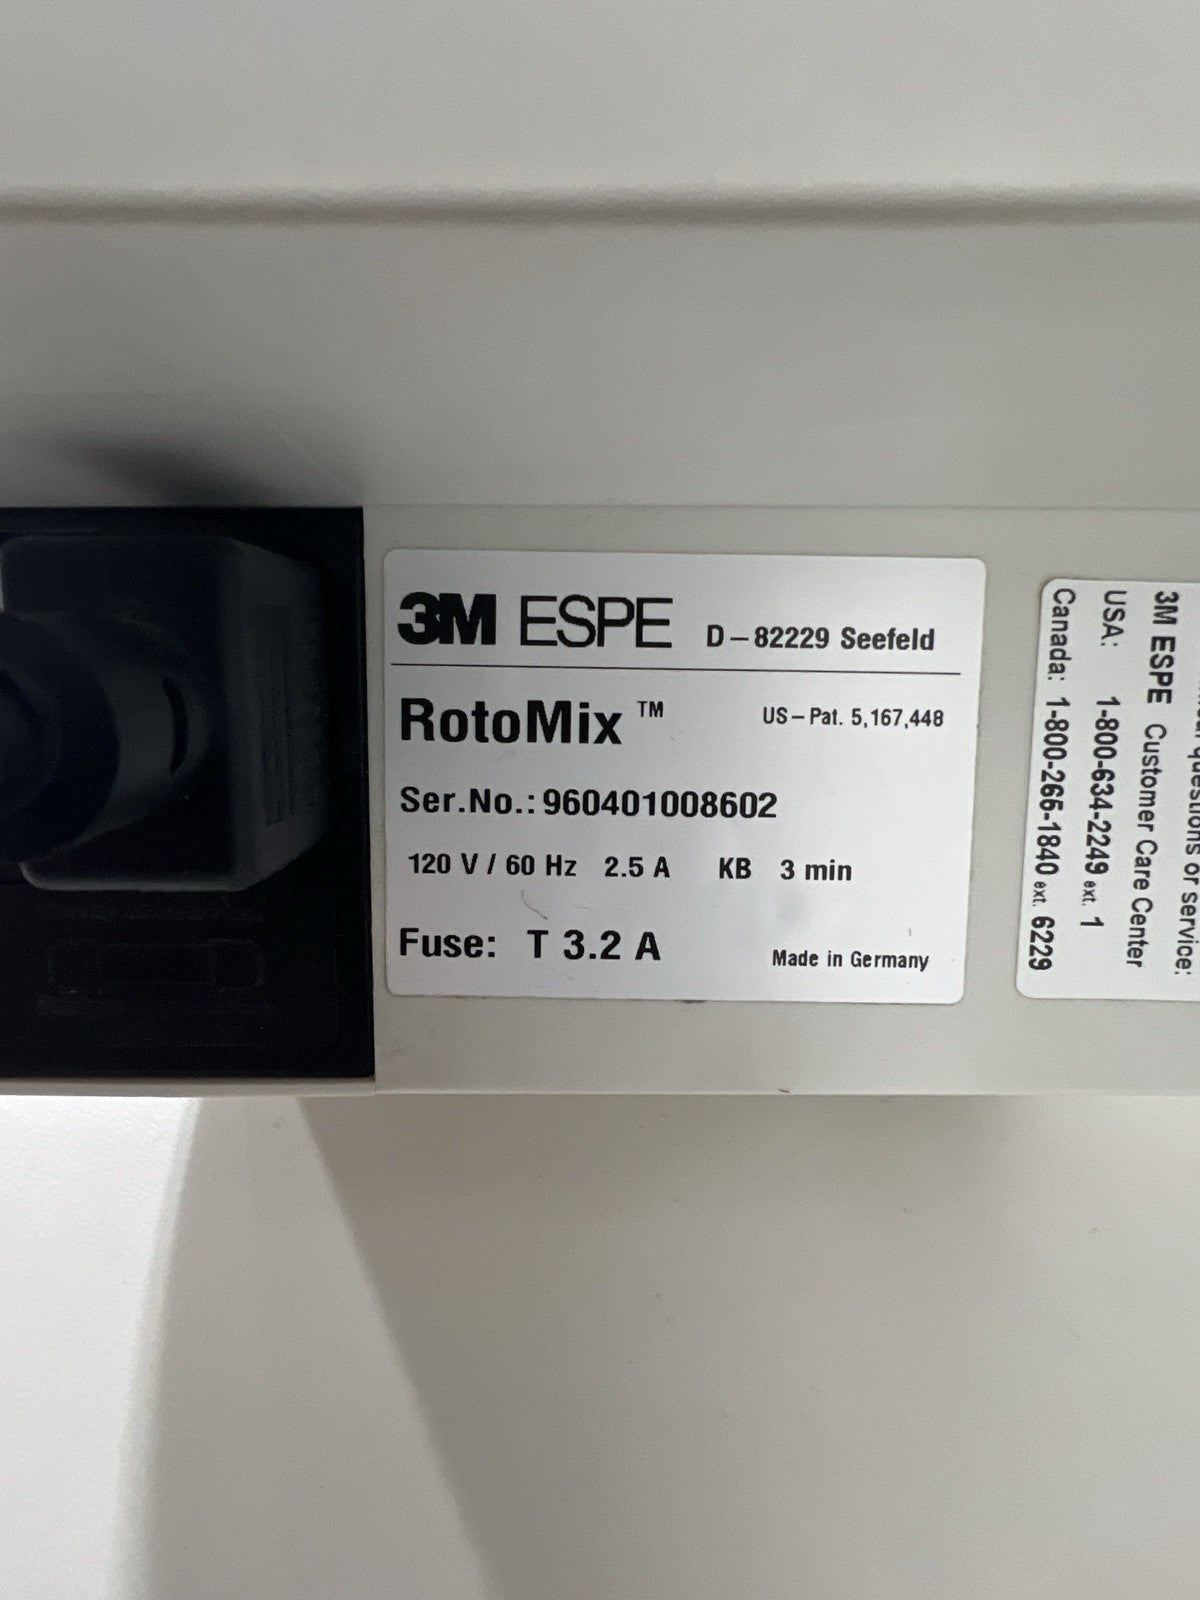 3M ESPE D-82229 Seefeld
RotoMix™ US-Pat. 5,167,448
Ser.No.: 960401008602
120 V / 60 Hz 2.5 A KB 3 min
Fuse: T 3.2 A Made in Germany
questions or service:
3M ESPE Customer Care Center
USA: 1-800-634-2249 ext. 1
Canada: 1-800-265-1840 ext. 6229